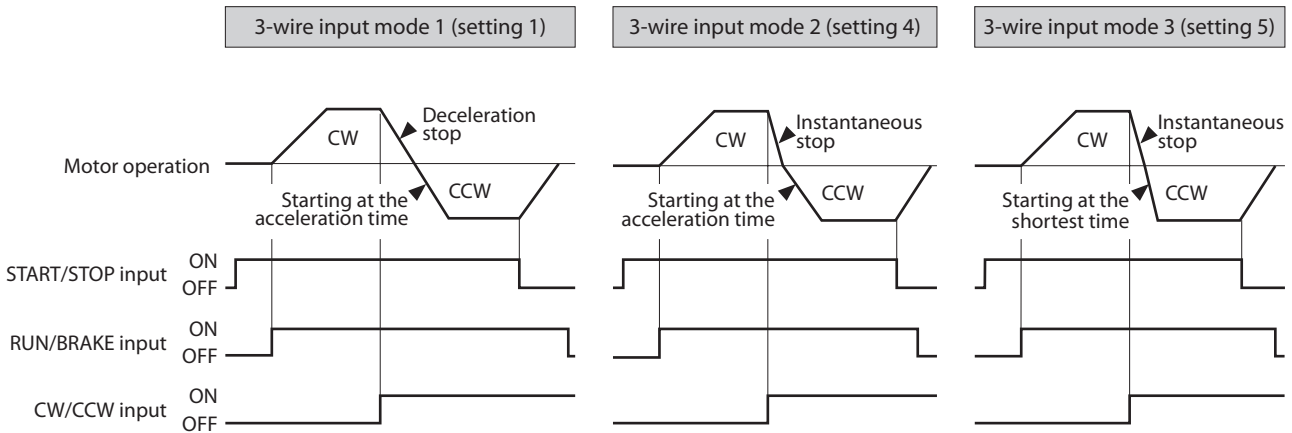 3-wire input mode 1 (setting 1)
3-wire input mode 2 (setting 4)
3-wire input mode 3 (setting 5)
Motor operation
CW
Deceleration
stop
Starting at the
acceleration time
CCW
CW
Instantaneous
stop
Starting at the
acceleration time
CCW
CW
Instantaneous
stop
Starting at the
shortest time
CCW
START/STOP input
ON
OFF
RUN/BRAKE input
ON
OFF
CW/CCW input
ON
OFF